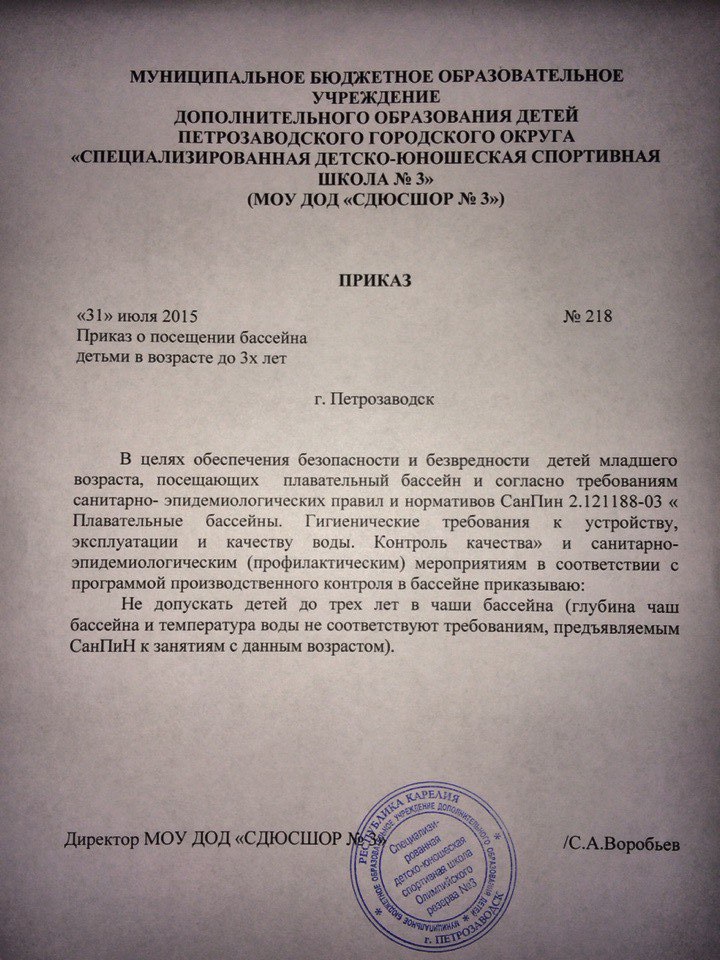 МУНИЦИПАЛЬНОЕ БЮДЖЕТНОЕ ОБРАЗОВАТЕЛЬНОЕ
УЧРЕЖДЕНИЕ
ДОПОЛНИТЕЛЬНОГО ОБРАЗОВАНИЯ ДЕТЕЙ
ПЕТРОЗАВОДСКОГО ГОРОДСКОГО ОКРУГА
«СПЕЦИАЛИЗИРОВАННАЯ ДЕТСКО-ЮНОШЕСКАЯ СПОРТИВНАЯ
ШКОЛА № 3»
(МОУ ДОД «СДЮСШОР № 3»)
ПРИКАЗ
«31» июля 2015 № 218
Приказ о посещении бассейна
детьми в возрасте до 3х лет
г. Петрозаводск
В целях обеспечения безопасности и безвредности детей младшего
возраста, посещающих плавательный бассейн и согласно требованиям
санитарно- эпидемиологических правил и нормативов СанПин 2.121188-03 «
Плавательные бассейны. Гигиенические требования к устройству,
эксплуатации и качеству воды. Контроль качества» и санитарно-
эпидемиологическим (профилактическим) мероприятиям в соответствии с
программой производственного контроля в бассейне приказываю:
Не допускать детей до трех лет в чаши бассейна (глубина чаш
бассейна и температура воды не соответствуют требованиям, предъявляемым
СанПиН к занятиям с данным возрастом).
Директор МОУ ДОД «СДЮСШОР № 3» /С.А.Воробьев
РЕСПУБЛИКА КАРЕЛИЯ
г. ПЕТРОЗАВОДСК
МУНИЦИПАЛЬНОЕ БЮДЖЕТНОЕ ОБРАЗОВАТЕЛЬНОЕ УЧРЕЖДЕНИЕ ДОПОЛНИТЕЛЬНОГО ОБРАЗОВАНИЯ ДЕТЕЙ
Специализи-
рованная
детско-юношеская
спортивная школа
Олимпийского
резерва №3